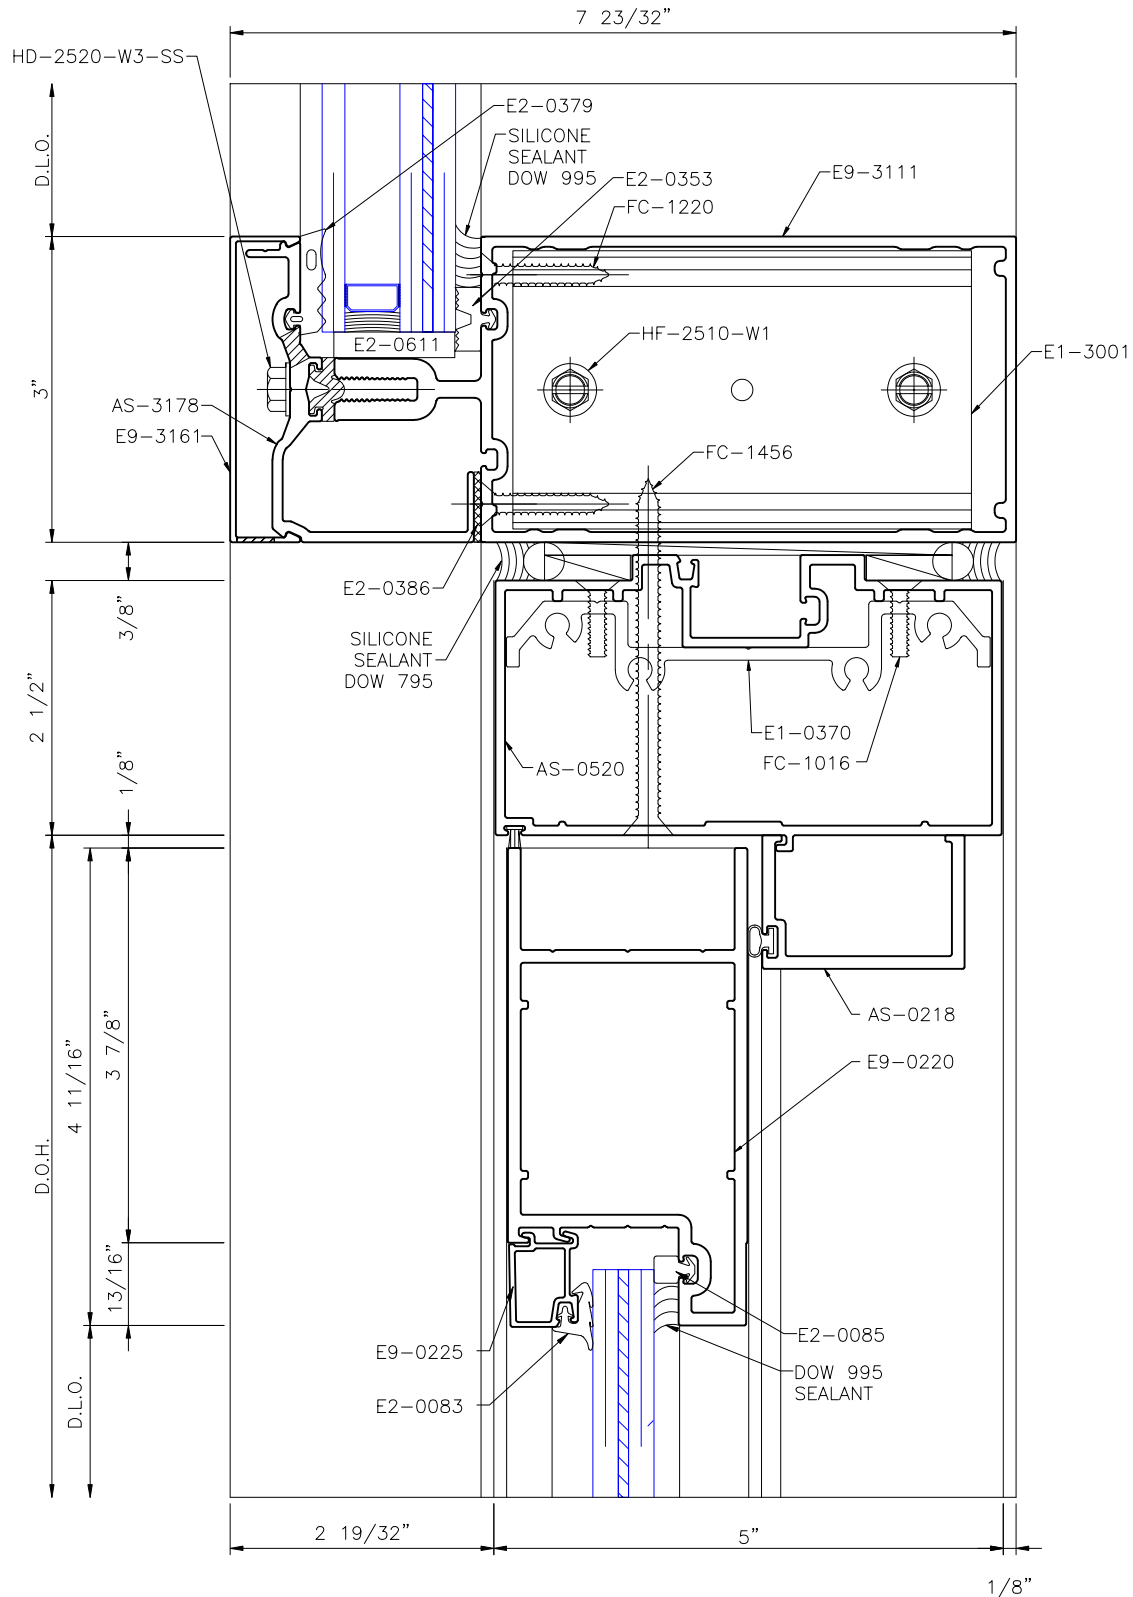 7 23/32”
HD-2520-W3-SS
E2-0379
SILICONE
SEALANT
DOW 995
E2-0353
FC-1220
E9-3111
D.L.O.
E2-0611
HF-2510-W1
E1-3001
3”
AS-3178
E9-3161
FC-1456
E2-0386
3/8”
SILICONE
SEALANT
DOW 795
2 1/2”
E1-0370
FC-1016
AS-0520
1/8”
AS-0218
E9-0220
3 7/8”
4 11/16”
D.O.H.
13/16”
E2-0085
E9-0225
DOW 995
SEALANT
E2-0083
D.L.O.
2 19/32”
5”
1/8”